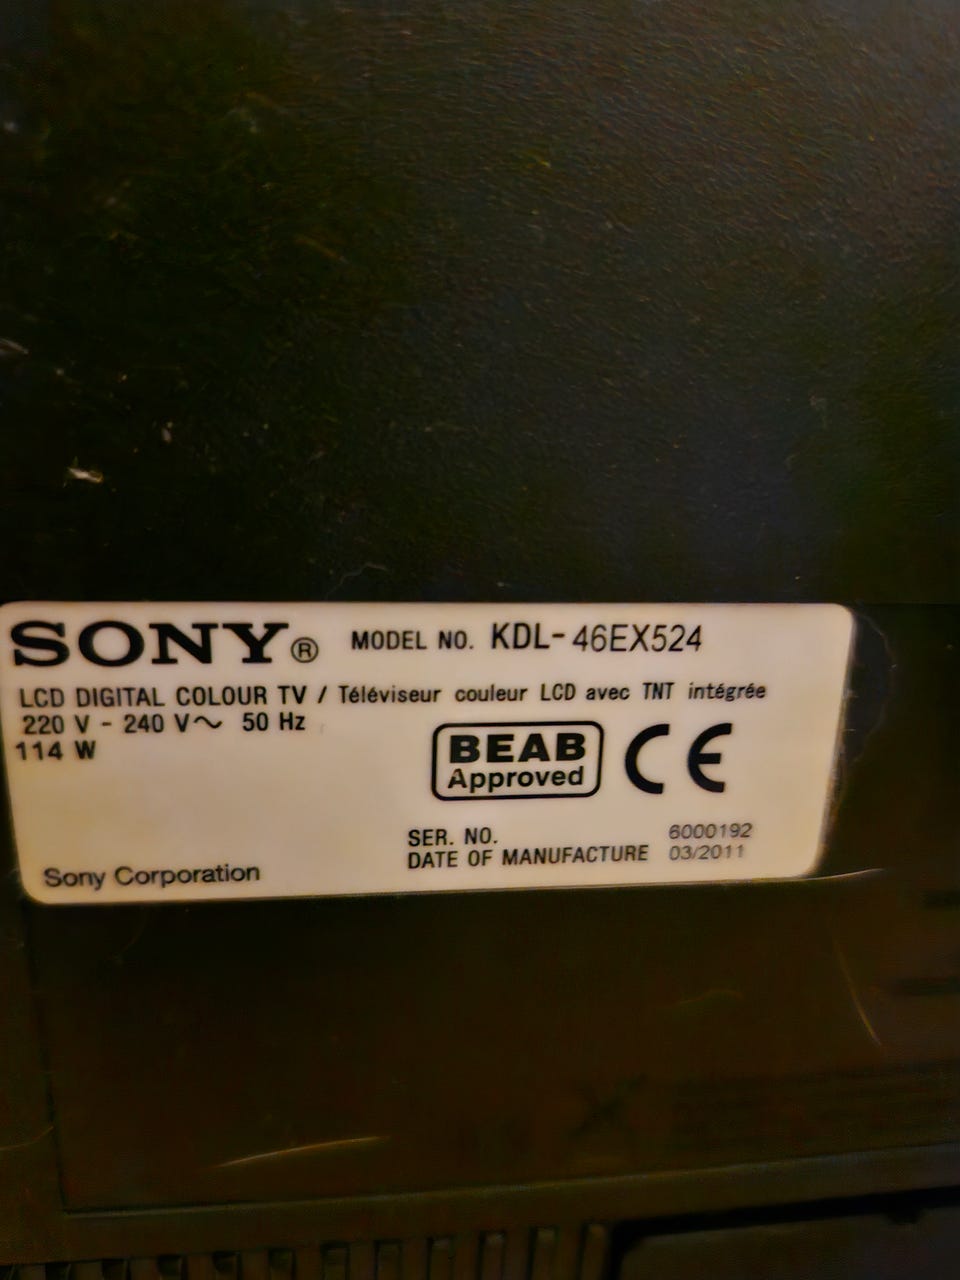 SONY® MODEL NO. KDL-46EX524
LCD DIGITAL COLOUR TV / Téléviseur couleur LCD avec TNT intégrée
220 V - 240 V~ 50 Hz
114 W
BEAB
Approved
CE
SER. NO. 6000192
DATE OF MANUFACTURE 03/2011
Sony Corporation